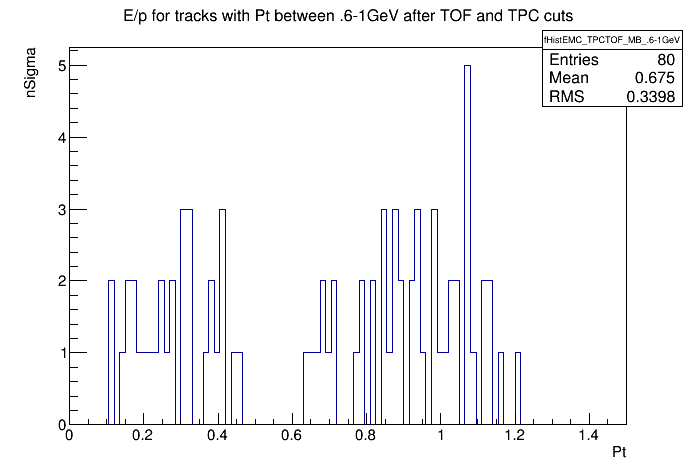 E/p for tracks with Pt between .6-1GeV after TOF and TPC cuts
fHistEMC_TPCTOF_MB_.6-1GeV
Entries 80
Mean 0.675
RMS 0.3398
nSigma
5
4
3
2
1
0
0 0.2 0.4 0.6 0.8 1 1.2 1.4
Pt